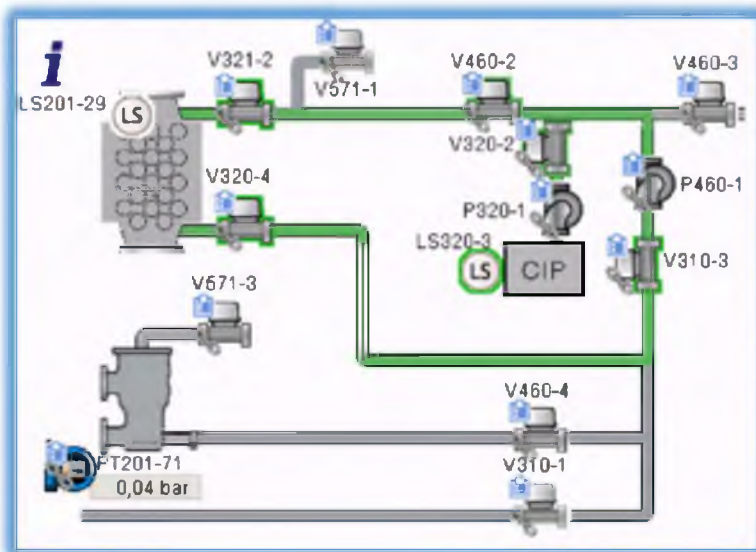 i
V321-2
V571-1
V460-2
V460-3
LS201-29
LS
V320-2
V320-4
P320-1
P460-1
LS320-3
LS
CIP
V310-3
V571-3
V460-4
PT201-71
0,04 bar
V310-1